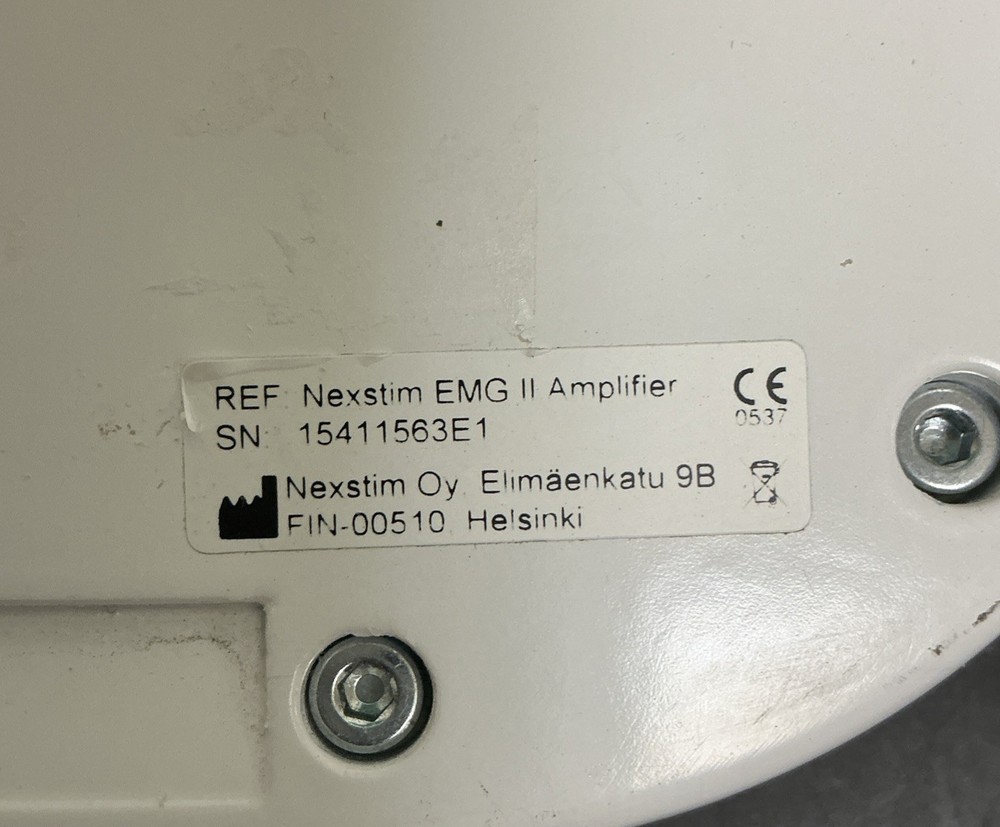 REF: Nexstim EMG II Amplifier
CE
SN: 15411563E1
0537
Nexstim Oy, Elimäenkatu 9B
FIN-00510, Helsinki